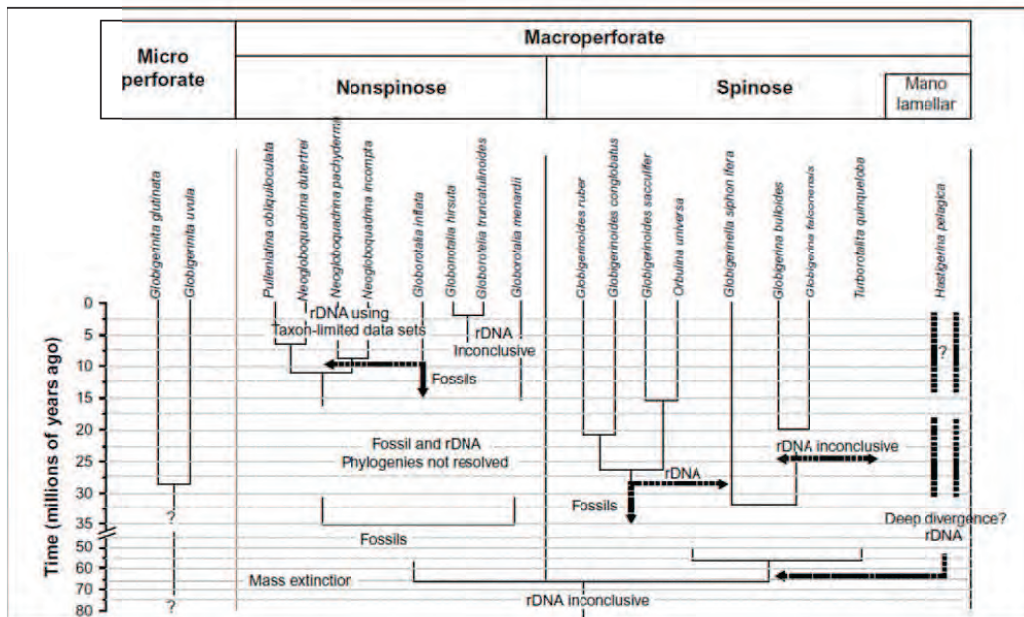 Macroperforate
Micro
perforate
Nonspinose
Spinose
Mano
lamellar
Globigerinita glutinata
Globigerinita uvula
Pulleniatina obliquiloculata
Neogloboquadrina dutertrei
Neogloboquadrina pachyderma
Neogloboquadrina incompta
Globorotalia inflata
Globorotalia hirsuta
Globorotalia truncatulinoides
Globorotalia menardii
Globigerinoides ruber
Globigerinoides conglobatus
Globigerinoides sacculifer
Orbulina universa
Globigerinella siphon ifera
Globigerina bulloides
Globigerina falconensis
Turborotalita quinqueloba
Hastigerina pelagica
Time (millions of years ago)
0
5
10
15
20
25
30
35
50
60
70
80
rDNA using
Taxon-limited data sets
rDNA
Inconclusive
Fossils
?
Fossil and rDNA
Phylogenies not resolved
rDNA inconclusive
rDNA
Fossils
?
Deep divergence?
rDNA
Fossils
Mass extinction
?
rDNA inconclusive